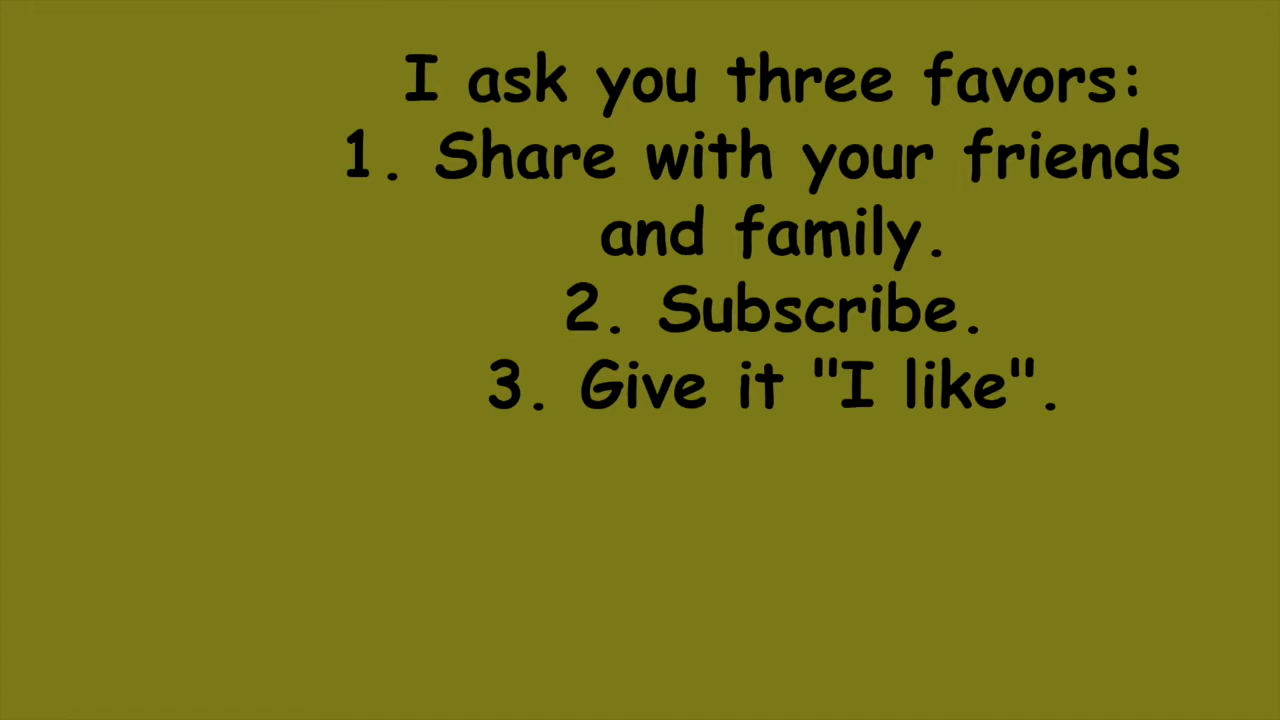 I ask you three favors:
1. Share with your friends
and family.
2. Subscribe.
3. Give it "I like".